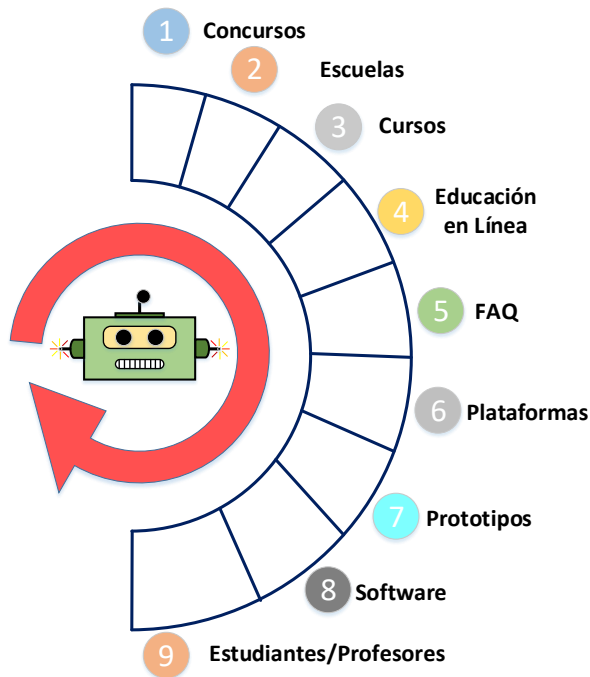 1 Concursos
2 Escuelas
3 Cursos
4 Educación
en Línea
5 FAQ
6 Plataformas
7 Prototipos
8 Software
9 Estudiantes/Profesores